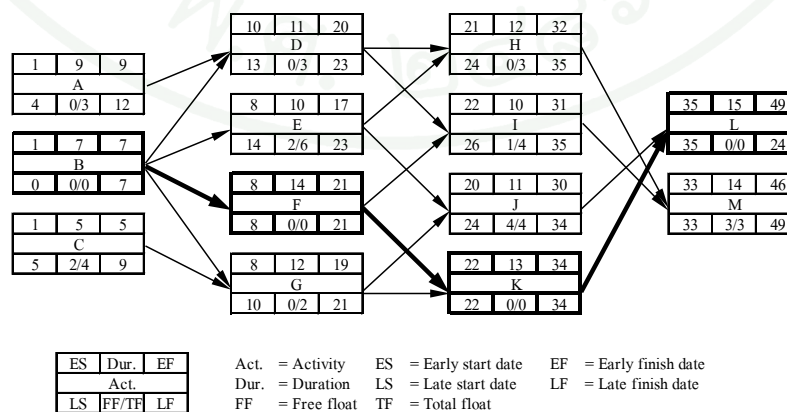 10 11 20
D
13 0/3 23
21 12 32
H
24 0/3 35
1 9 9
A
4 0/3 12
8 10 17
E
14 2/6 23
22 10 31
I
26 1/4 35
35 15 49
L
35 0/0 24
1 7 7
B
0 0/0 7
8 14 21
F
8 0/0 21
20 11 30
J
24 4/4 34
33 14 46
M
33 3/3 49
1 5 5
C
5 2/4 9
8 12 19
G
10 0/2 21
22 13 34
K
22 0/0 34
ES Dur. EF
Act.
LS FF/TF LF
Act. = Activity ES = Early start date EF = Early finish date
Dur. = Duration LS = Late start date LF = Late finish date
FF = Free float TF = Total float